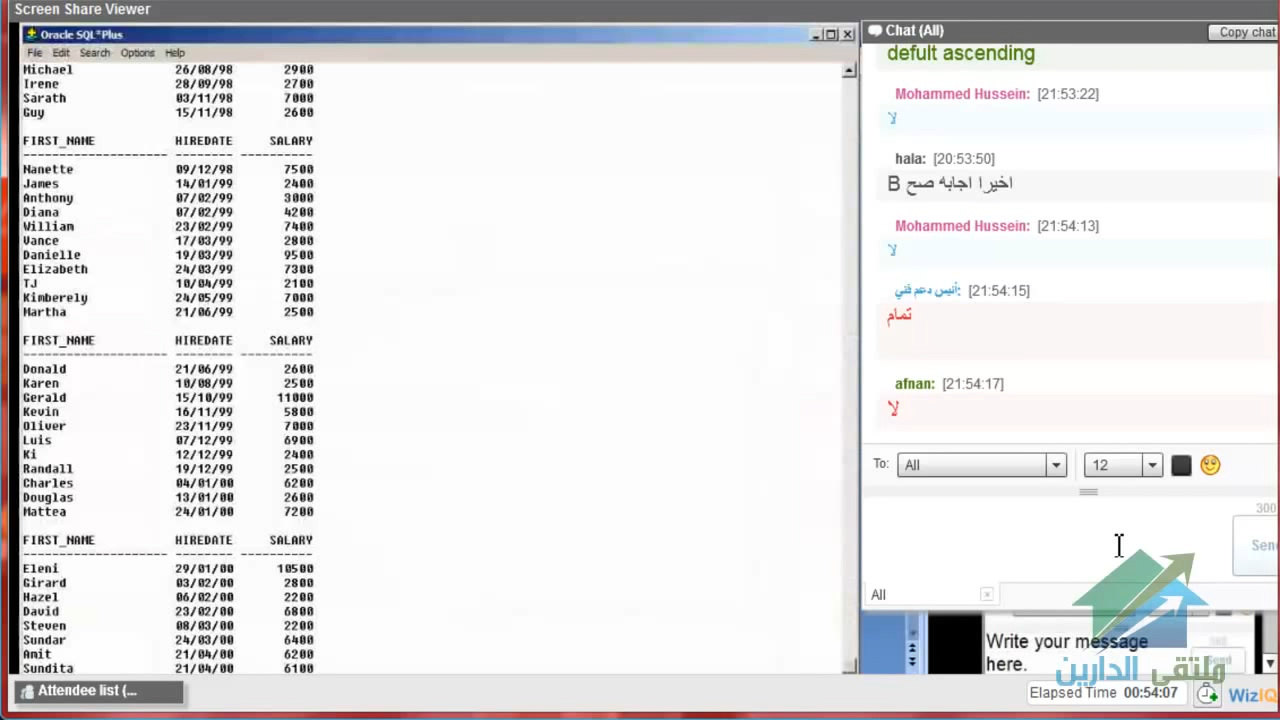 Screen Share Viewer
Oracle SQL*Plus
File Edit Search Options Help
Michael 26/08/98 2900
Irene 28/09/98 2700
Sarath 03/11/98 7000
Guy 15/11/98 2600
FIRST_NAME HIREDATE SALARY
-------------------- -------- ----------
Nanette 09/12/98 7500
James 14/01/99 2400
Anthony 07/02/99 3000
Diana 07/02/99 4200
William 23/02/99 7400
Vance 17/03/99 2800
Danielle 19/03/99 9500
Elizabeth 24/03/99 7300
TJ 10/04/99 2100
Kimberely 24/05/99 7000
Martha 21/06/99 2500
FIRST_NAME HIREDATE SALARY
-------------------- -------- ----------
Donald 21/06/99 2600
Karen 10/08/99 2500
Gerald 15/10/99 11000
Kevin 16/11/99 5800
Oliver 23/11/99 7000
Luis 07/12/99 6900
Ki 12/12/99 2400
Randall 19/12/99 2500
Charles 04/01/00 6200
Douglas 13/01/00 2600
Mattea 24/01/00 7200
FIRST_NAME HIREDATE SALARY
-------------------- -------- ----------
Eleni 29/01/00 10500
Girard 03/02/00 2800
Hazel 06/02/00 2200
David 23/02/00 6800
Steven 08/03/00 2200
Sundar 24/03/00 6400
Amit 21/04/00 6200
Sundita 21/04/00 6100
Attendee list (...
Chat (All)
Copy chat
defult ascending
Mohammed Hussein: [21:53:22]
لا
hala: [20:53:50]
اخيرا اجابه صح B
Mohammed Hussein: [21:54:13]
لا
أنيس دعم فني: [21:54:15]
تمام
afnan: [21:54:17]
لا
To: All 12
300
Sen
All
Write your message
here.
ملتقى الدارين
Elapsed Time 00:54:07
WizIQ